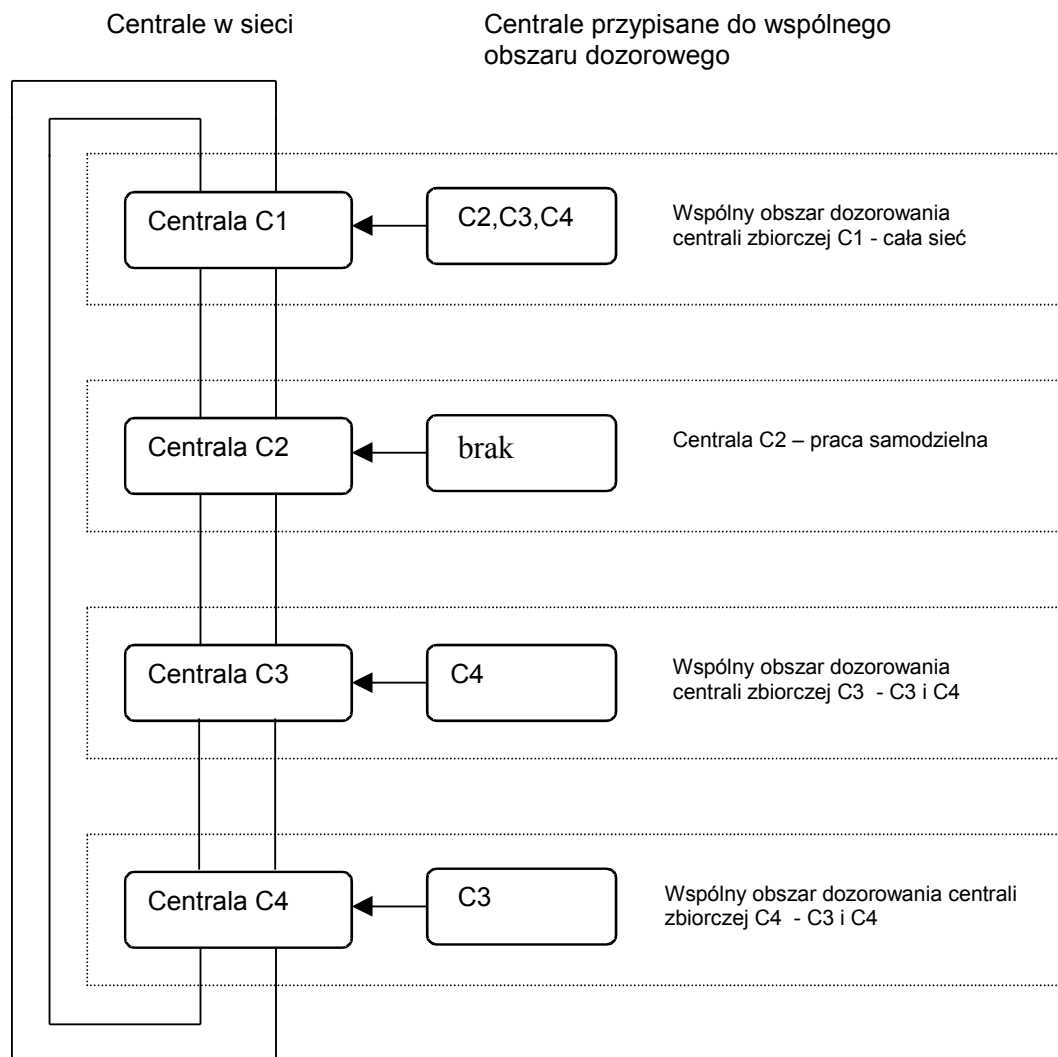 Centrale w sieci
Centrale przypisane do wspólnego
obszaru dozorowego
Centrala C1
C2,C3,C4
Wspólny obszar dozorowania
centrali zbiorczej C1 - cała sieć
Centrala C2
brak
Centrala C2 – praca samodzielna
Centrala C3
C4
Wspólny obszar dozorowania
centrali zbiorczej C3 - C3 i C4
Centrala C4
C3
Wspólny obszar dozorowania centrali
zbiorczej C4 - C3 i C4